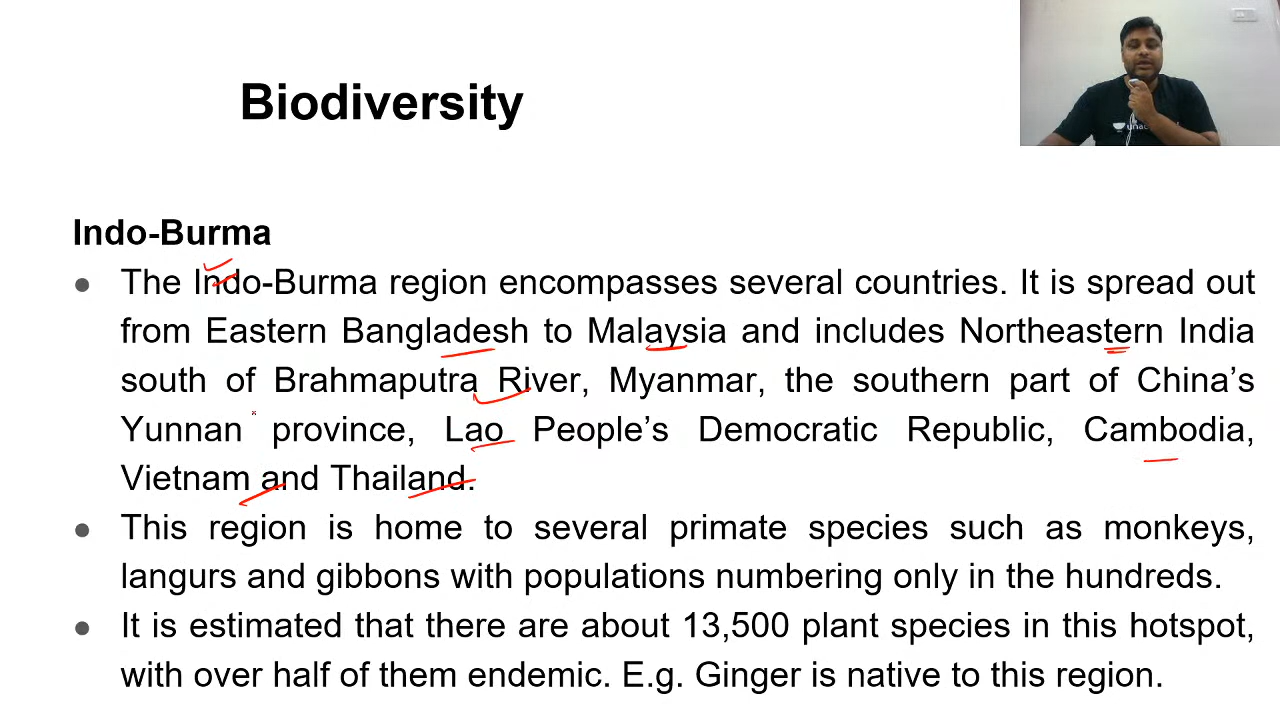 Biodiversity
Indo-Burma
● The Indo-Burma region encompasses several countries. It is spread out
from Eastern Bangladesh to Malaysia and includes Northeastern India
south of Brahmaputra River, Myanmar, the southern part of China’s
Yunnan province, Lao People’s Democratic Republic, Cambodia,
Vietnam and Thailand.
● This region is home to several primate species such as monkeys,
langurs and gibbons with populations numbering only in the hundreds.
● It is estimated that there are about 13,500 plant species in this hotspot,
with over half of them endemic. E.g. Ginger is native to this region.